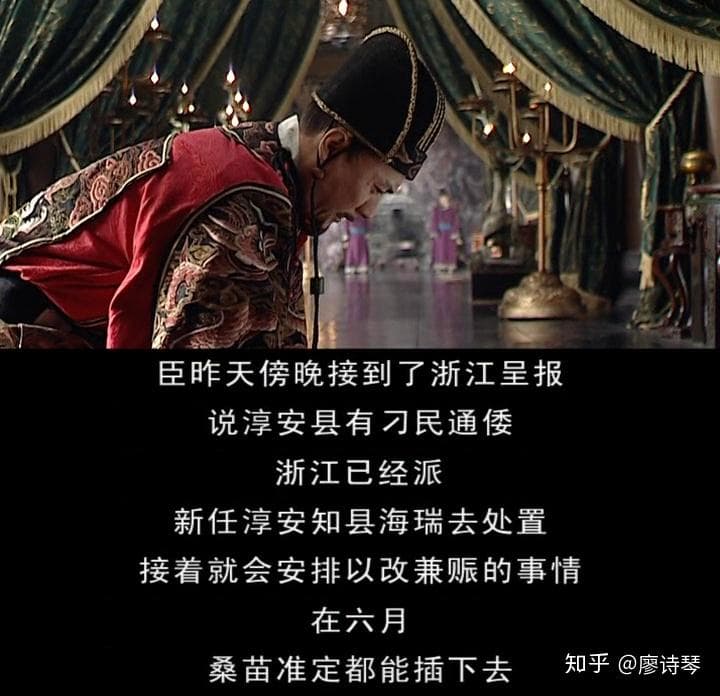 臣昨天傍晚接到了浙江呈报
说淳安县有刁民通倭
浙江已经派
新任淳安知县海瑞去处置
接着就会安排以改兼赈的事情
在六月
桑苗准定都能插下去
知乎 @廖诗琴